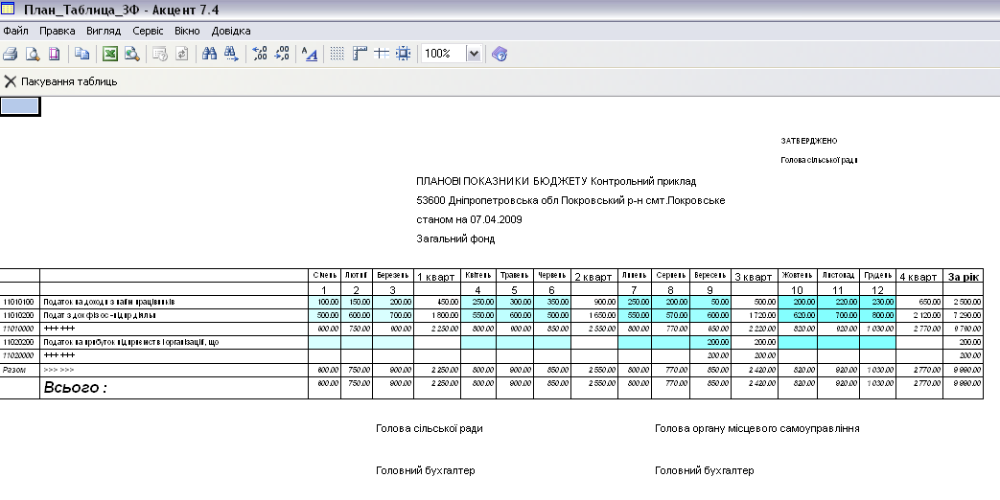 План_Таблица_ЗФ - Акцент 7.4
Файл Правка Вигляд Сервіс Вікно Довідка
100%
Пакування таблиць
ЗАТВЕРДЖЕНО
Голова сільської ради
ПЛАНОВІ ПОКАЗНИКИ БЮДЖЕТУ Контрольний приклад
53600 Дніпропетровська обл Покровський р-н смт.Покровське
станом на 07.04.2009
Загальний фонд
Січень Лютий Березень 1 кварт Квітень Травень Червень 2 кварт Липень Серпень Вересень 3 кварт Жовтень Листопад Грудень 4 кварт За рік
1 2 3 4 5 6 7 8 9 10 11 12
11010100 Податок на доходи з найм працівників 100.00 150.00 200.00 450.00 250.00 300.00 350.00 900.00 250.00 200.00 50.00 500.00 200.00 220.00 230.00 650.00 2 500.00
11010200 Подат з дох фіз ос-підпр діяльн 500.00 600.00 700.00 1 800.00 550.00 600.00 500.00 1 650.00 550.00 570.00 600.00 1 720.00 620.00 700.00 800.00 2 120.00 7 290.00
11010000 +++ +++ 600.00 750.00 900.00 2 250.00 800.00 900.00 850.00 2 550.00 800.00 770.00 650.00 2 220.00 820.00 920.00 1 030.00 2 770.00 9 790.00
11020200 Податок на прибуток підприємств і організацій, що 200.00 200.00 200.00
11020000 +++ +++ 200.00 200.00 200.00
Разом >>> >>> 600.00 750.00 900.00 2 250.00 800.00 900.00 850.00 2 550.00 800.00 770.00 850.00 2 420.00 820.00 920.00 1 030.00 2 770.00 9 990.00
Всього : 600.00 750.00 900.00 2 250.00 800.00 900.00 850.00 2 550.00 800.00 770.00 850.00 2 420.00 820.00 920.00 1 030.00 2 770.00 9 990.00
Голова сільської ради Голова органу місцевого самоуправління
Головний бухгалтер Головний бухгалтер